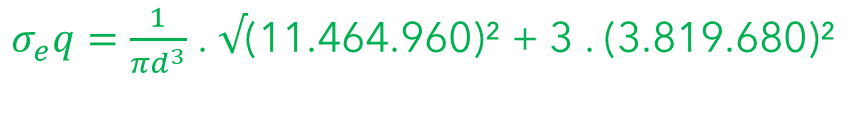 σₑq = 1/πd³ . √(11.464.960)² + 3 . (3.819.680)²